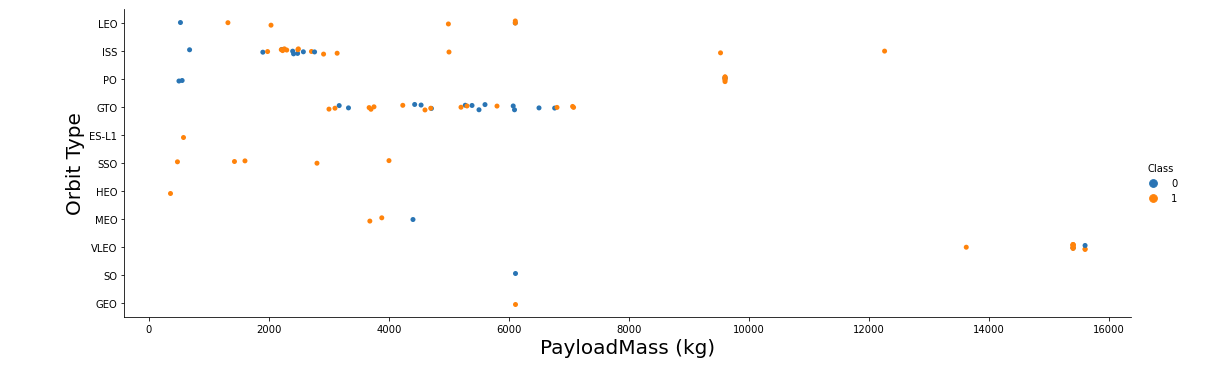 LEO
ISS
PO
GTO
ES-L1
SSO
HEO
MEO
VLEO
SO
GEO
Orbit Type
0 2000 4000 6000 8000 10000 12000 14000 16000
PayloadMass (kg)
Class
0
1